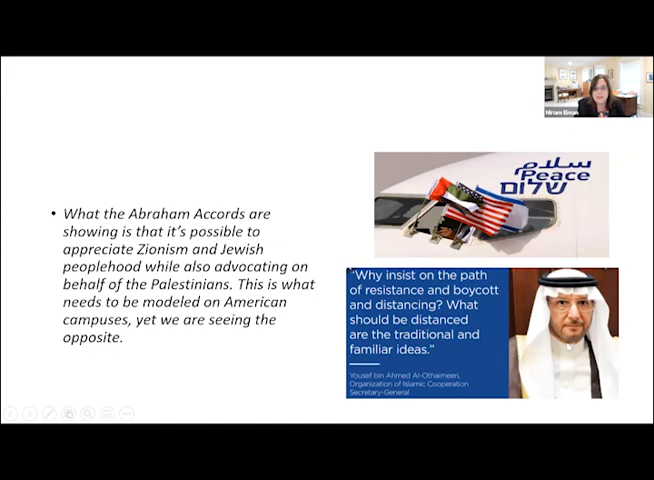 Miriam Elman
• What the Abraham Accords are
showing is that it's possible to
appreciate Zionism and Jewish
peoplehood while also advocating on
behalf of the Palestinians. This is what
needs to be modeled on American
campuses, yet we are seeing the
opposite.
سلام
Peace
שלום
"Why insist on the path
of resistance and boycott
and distancing? What
should be distanced
are the traditional and
familiar ideas."
Yousef bin Ahmed Al-Othaimeen,
Organization of Islamic Cooperation
Secretary-General